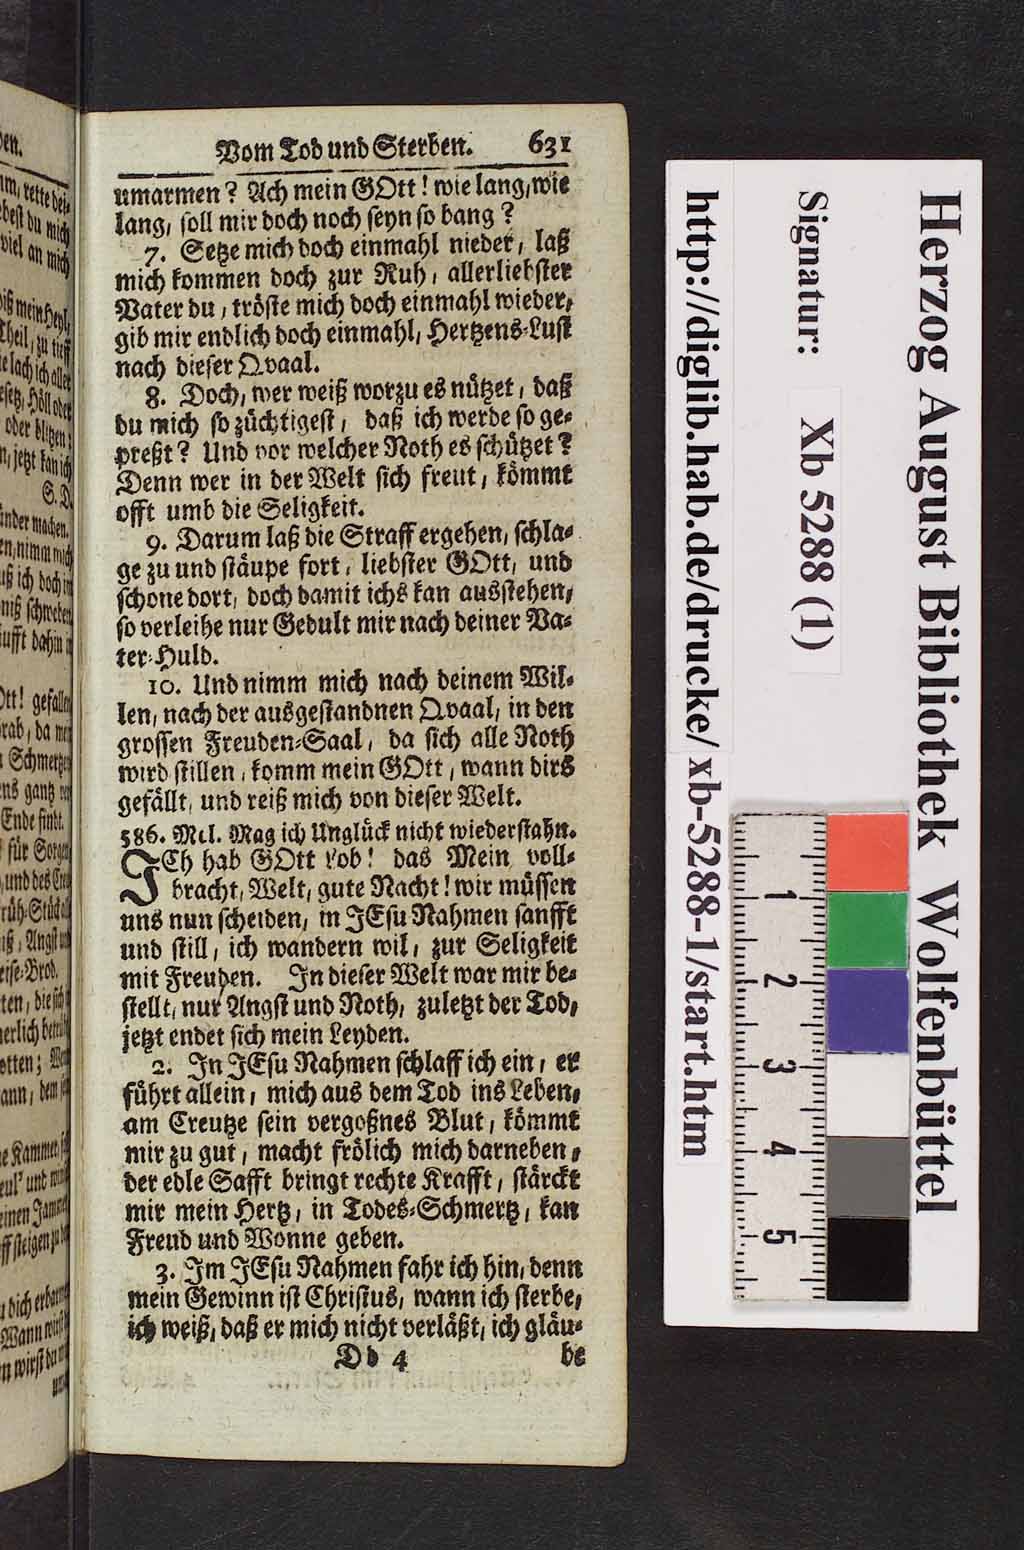 Vom Tod und Sterben. 631
umarmen? Ach mein GOtt! wie lang, wie
lang, soll mir doch noch seyn so bang?
7. Setze mich doch einmahl nieder, laß
mich kommen doch zur Ruh, allerliebster
Vater du, tröste mich doch einmahl wieder,
gib mir endlich doch einmahl, Hertzens-Lust
nach dieser Qvaal.
8. Doch, wer weiß worzu es nützet, daß
du mich so züchtigest, daß ich werde so ge-
preßt? Und vor welcher Noth es schützet?
Denn wer in der Welt sich freut, kömmt
offt umb die Seligkeit.
9. Darum laß die Straff ergehen, schla-
ge zu und stäupe fort, liebster GOtt, und
schone dort, doch damit ichs kan ausstehen,
so verleihe nur Gedult mir nach deiner Va-
ter-Huld.
10. Und nimm mich nach deinem Wil-
len, nach der ausgestandnen Qvaal, in den
grossen Freuden-Saal, da sich alle Noth
wird stillen, komm mein GOtt, wann dirs
gefällt, und reiß mich von dieser Welt.
586. Mel. Mag ich Unglück nicht wiederstahn.
ICh hab GOtt Lob! das Mein voll-
bracht, Welt, gute Nacht! wir müssen
uns nun scheiden, in JEsu Nahmen sanfft
und still, ich wandern wil, zur Seligkeit
mit Freuden. In dieser Welt war mir be-
stellt, nur Angst und Noth, zuletzt der Tod,
jetzt endet sich mein Leyden.
2. In JEsu Nahmen schlaff ich ein, er
führt allein, mich aus dem Tod ins Leben,
am Creutze sein vergoßnes Blut, kömmt
mir zu gut, macht frölich mich darneben,
der edle Safft bringt rechte Krafft, stärckt
mir mein Hertz, in Todes-Schmertz, kan
Freud und Wonne geben.
3. Im JEsu Nahmen fahr ich hin, denn
mein Gewinn ist Christus, wann ich sterbe,
ich weiß, daß er mich nicht verläßt, ich gläu-
Dd 4 be
Herzog August Bibliothek Wolfenbüttel
Signatur: Xb 5288 (1)
http://diglib.hab.de/drucke/xb-5288-1/start.htm
1 2 3 4 5